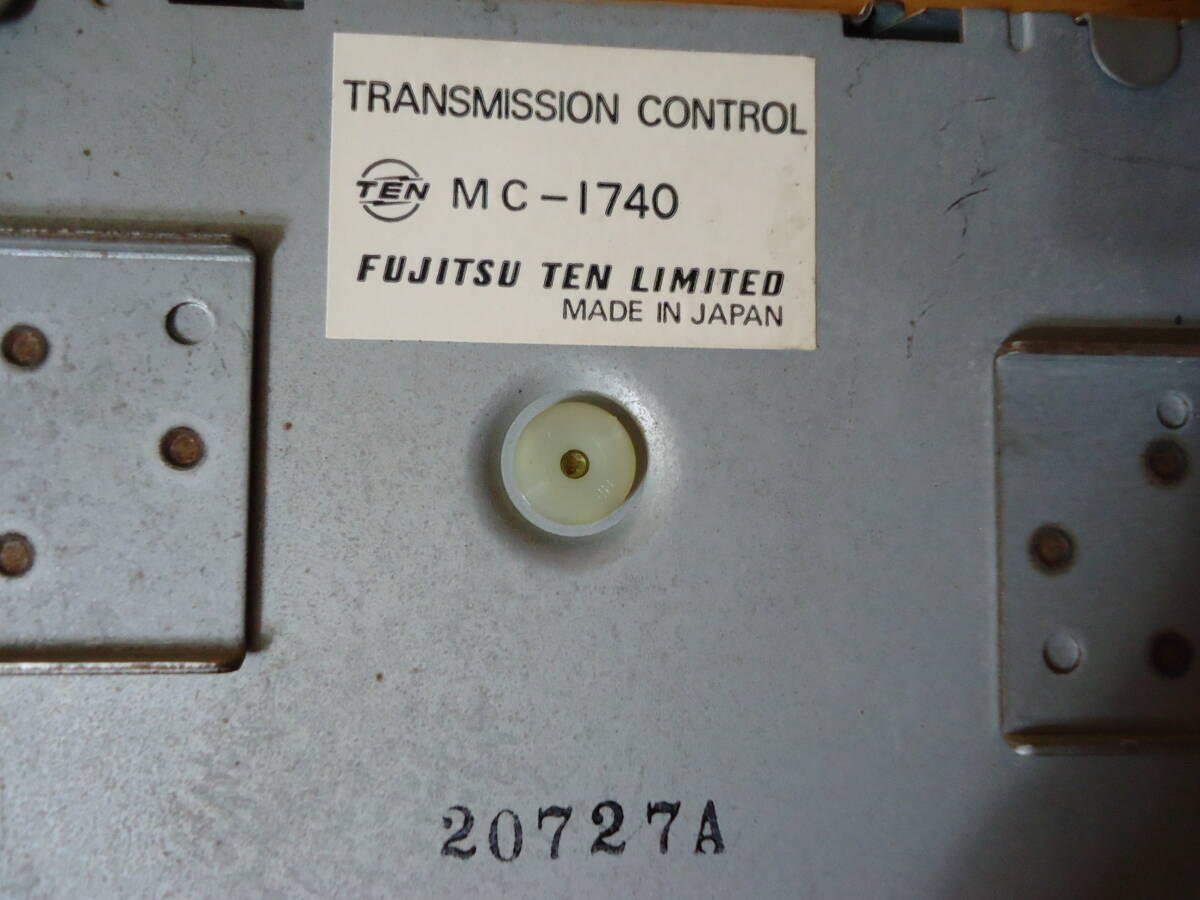 TRANSMISSION CONTROL
TEN MC-1740
FUJITSU TEN LIMITED
MADE IN JAPAN
20727A